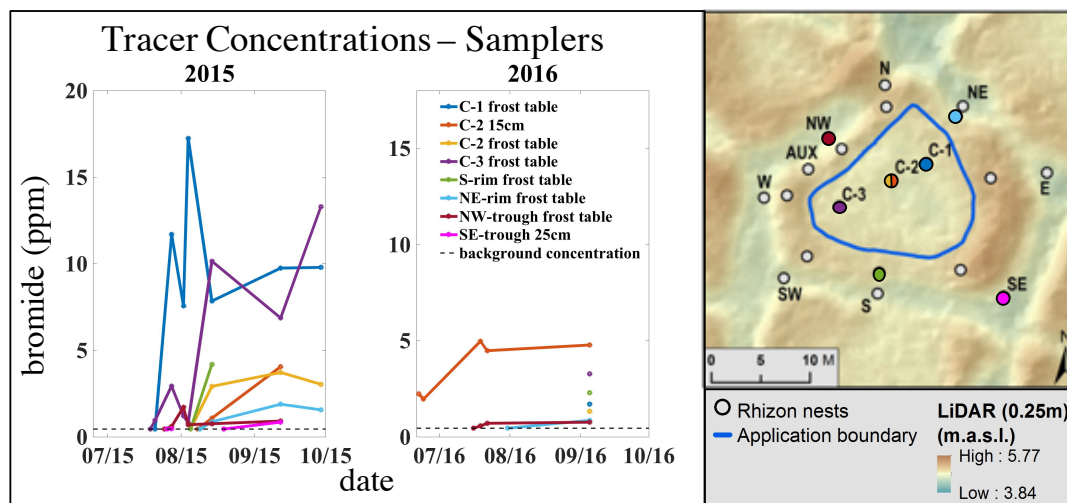 Tracer Concentrations – Samplers
2015
2016
20
15
10
5
0
15
10
5
0
bromide (ppm)
C-1 frost table
C-2 15cm
C-2 frost table
C-3 frost table
S-rim frost table
NE-rim frost table
NW-trough frost table
SE-trough 25cm
background concentration
07/15 08/15 09/15 10/15
07/16 08/16 09/16 10/16
date
N
NE
NW
C-1
AUX
C-2
E
W
C-3
SE
SW
S
N
0 5 10 M
Rhizon nests
Application boundary
LiDAR (0.25m)
(m.a.s.l.)
High : 5.77
Low : 3.84